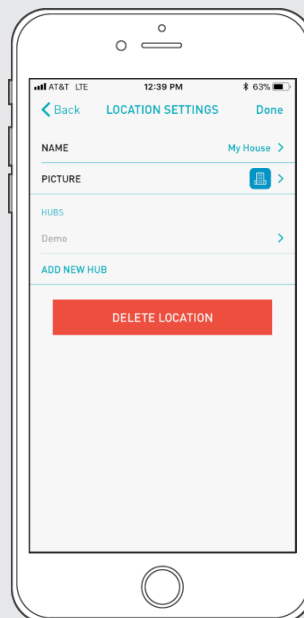 AT&T LTE 12:39 PM 63%
Back LOCATION SETTINGS Done
NAME My House
PICTURE
HUBS
Demo
ADD NEW HUB
DELETE LOCATION